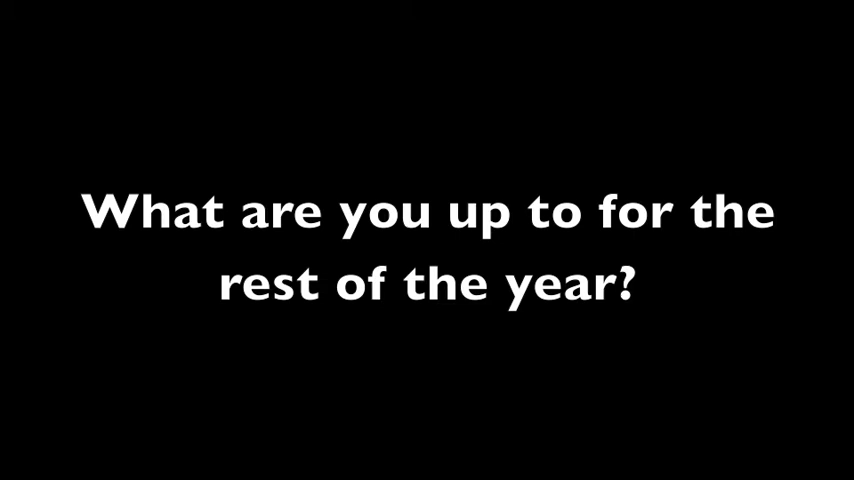 What are you up to for the
rest of the year?